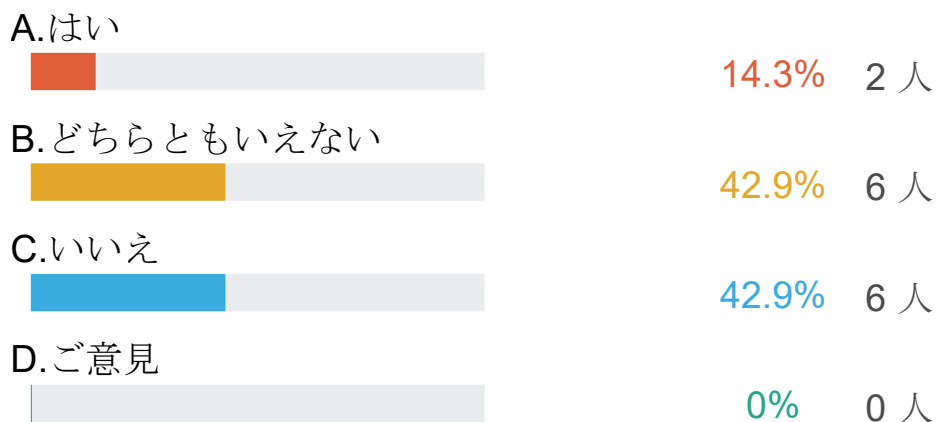 A.はい
14.3% 2 人
B.どちらともいえない
42.9% 6 人
C.いいえ
42.9% 6 人
D.ご意見
0% 0 人